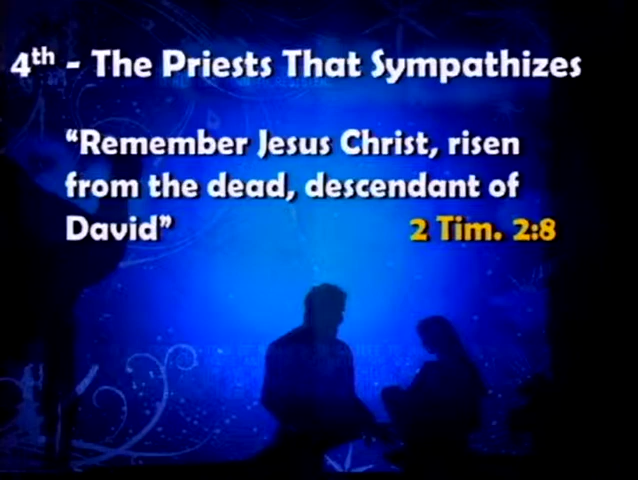 4th - The Priests That Sympathizes
“Remember Jesus Christ, risen
from the dead, descendant of
David” 2 Tim. 2:8